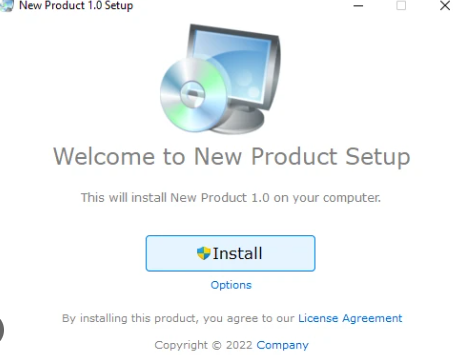 New Product 1.0 Setup
Welcome to New Product Setup
This will install New Product 1.0 on your computer.
Install
Options
By installing this product, you agree to our License Agreement
Copyright © 2022 Company